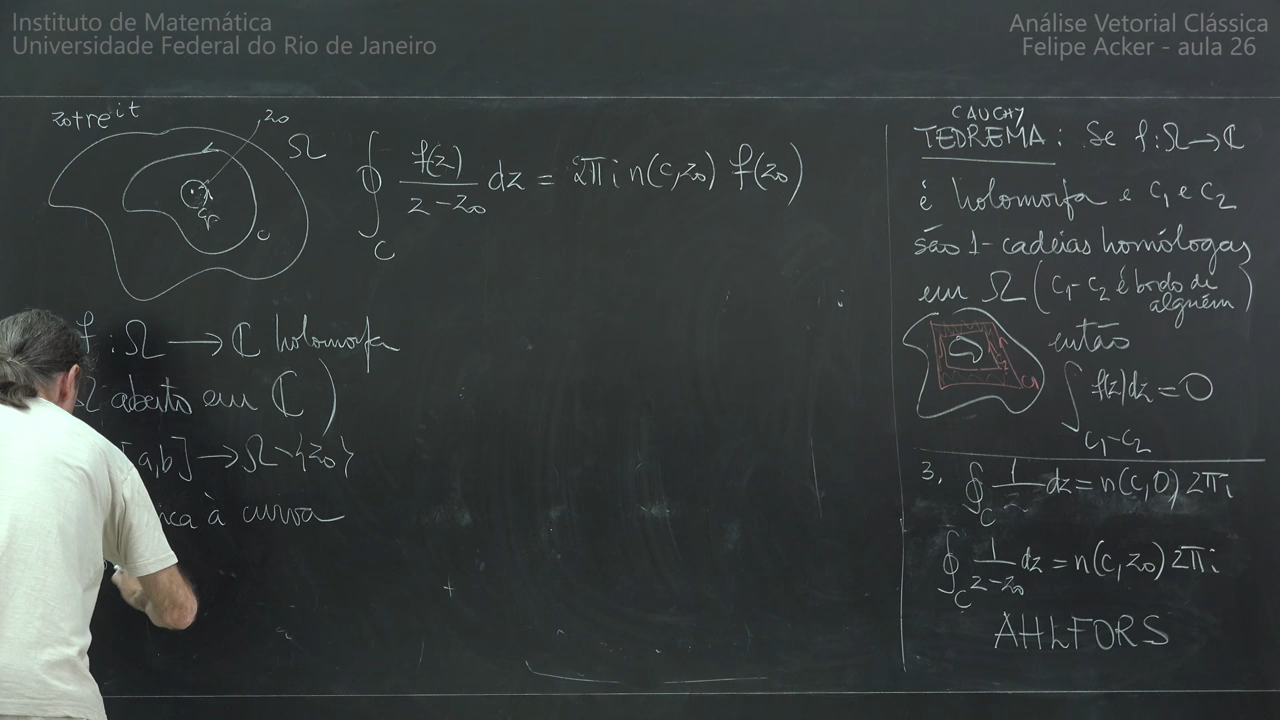 Instituto de Matemática
Universidade Federal do Rio de Janeiro
Análise Vetorial Clássica
Felipe Acker - aula 26
z₀+re^it
z₀
Ω
C
∮_C f(z)/(z-z₀) dz = 2πi n(c,z₀) f(z₀)
f:Ω → ℂ holomorfa
Ω aberto em ℂ)
[a,b] → Ω-{z₀}
à curva
CAUCHY
TEOREMA: Se f:Ω→ℂ
é holomorfa e C₁ e C₂
são 1-cadeias homólogas
em Ω (C₁-C₂ é bordo de
alguém)
então
∫_{C₁-C₂} f(z)dz = 0
3. ∮_C 1/z dz = n(c,0) 2πi
∮_C 1/(z-z₀) dz = n(c,z₀) 2πi
AHLFORS